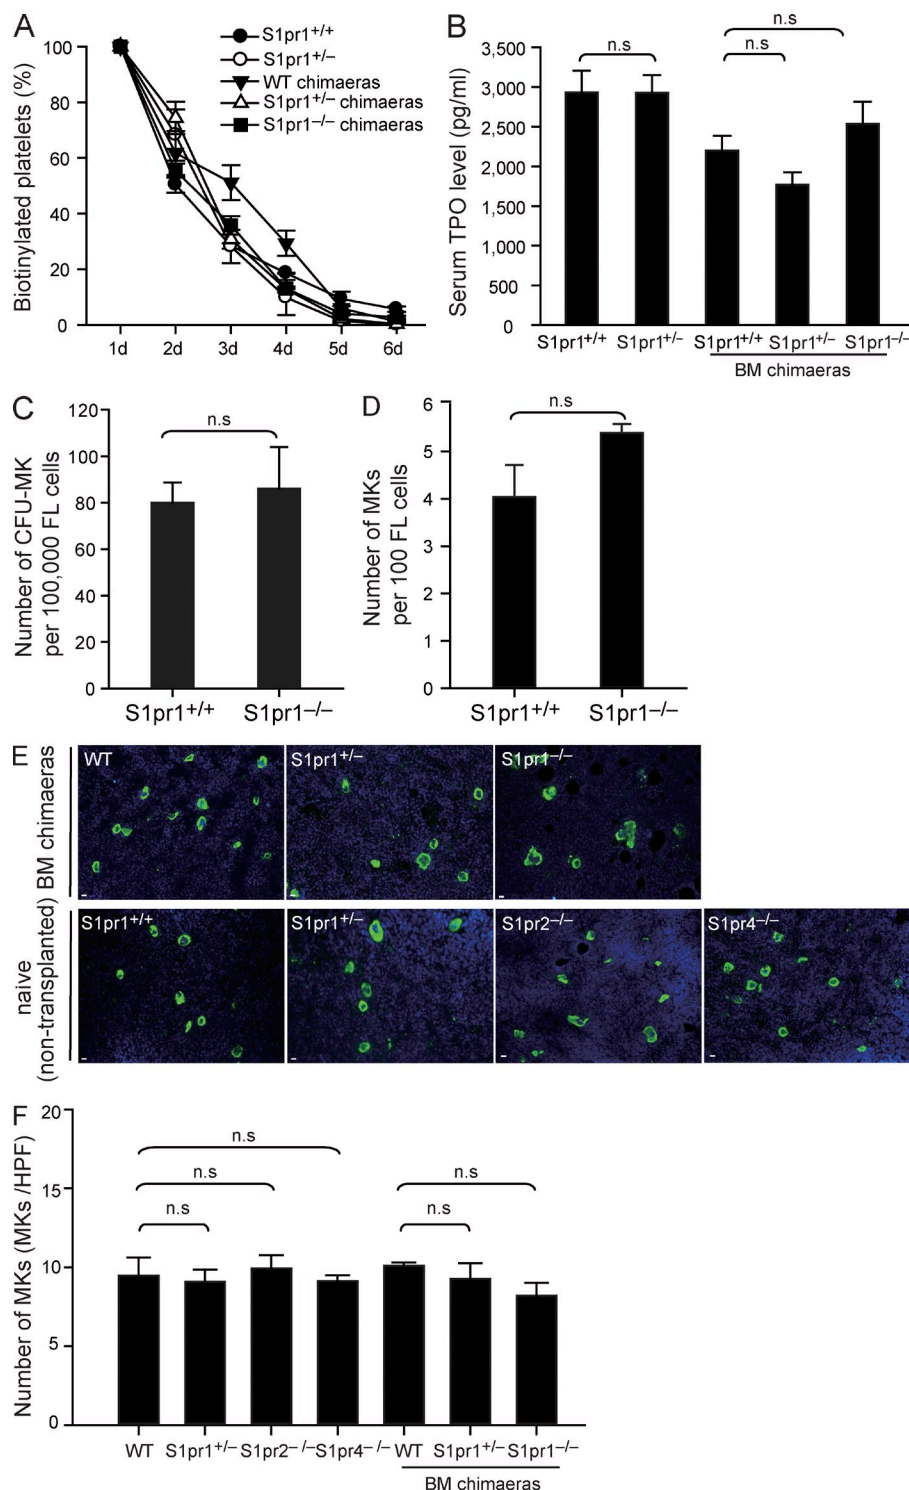 A
Biotinylated platelets (%)
100
80
60
40
20
0
1d 2d 3d 4d 5d 6d
S1pr1+/+
S1pr1+/–
WT chimaeras
S1pr1+/– chimaeras
S1pr1–/– chimaeras
B
Serum TPO level (pg/ml)
3,500
3,000
2,500
2,000
1,500
1,000
500
0
n.s
n.s
n.s
S1pr1+/+ S1pr1+/– S1pr1+/+ S1pr1+/– S1pr1–/–
BM chimaeras
C
Number of CFU-MK
per 100,000 FL cells
120
100
80
60
40
20
0
n.s
S1pr1+/+ S1pr1–/–
D
Number of MKs
per 100 FL cells
6
5
4
3
2
1
0
n.s
S1pr1+/+ S1pr1–/–
E
BM chimaeras
WT S1pr1+/– S1pr1–/–
naive
(non-transplanted)
S1pr1+/+ S1pr1+/– S1pr2–/– S1pr4–/–
F
Number of MKs (MKs /HPF)
20
15
10
5
0
n.s
n.s
n.s
n.s
n.s
WT S1pr1+/– S1pr2– /– S1pr4– /– WT S1pr1+/– S1pr1–/–
BM chimaeras